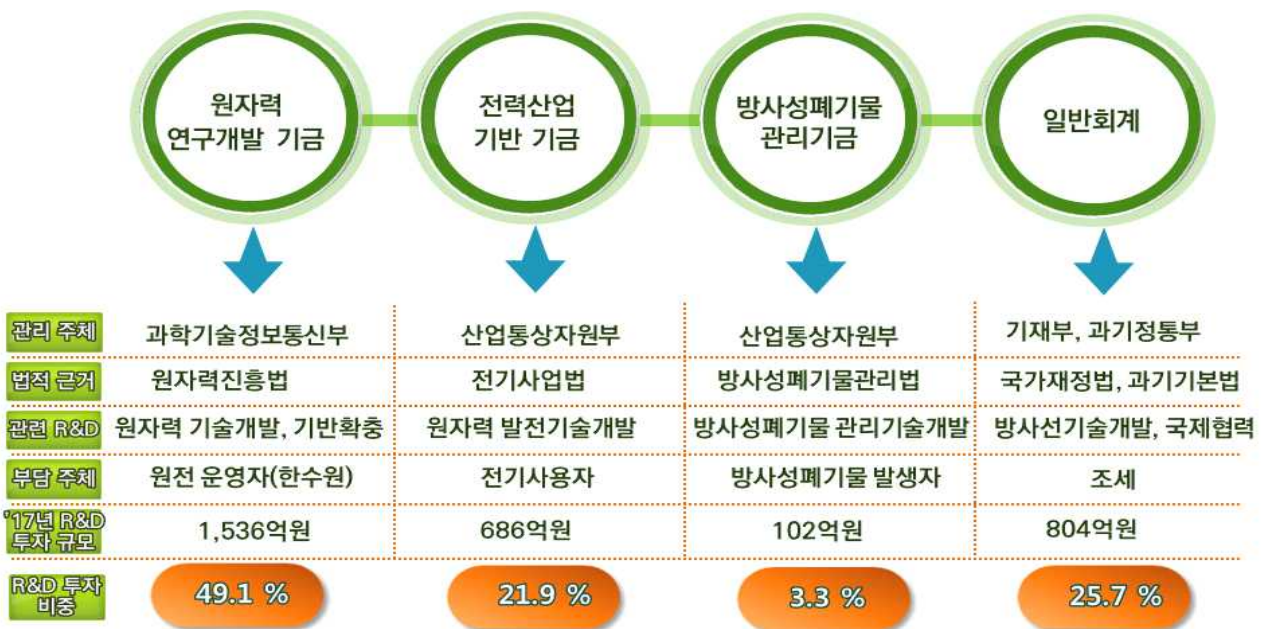 원자력
연구개발 기금
전력산업
기반 기금
방사성폐기물
관리기금
일반회계
관리 주체 과학기술정보통신부 산업통상자원부 산업통상자원부 기재부, 과기정통부
법적 근거 원자력진흥법 전기사업법 방사성폐기물관리법 국가재정법, 과기기본법
관련 R&D 원자력 기술개발, 기반확충 원자력 발전기술개발 방사성폐기물 관리기술개발 방사선기술개발, 국제협력
부담 주체 원전 운영자(한수원) 전기사용자 방사성폐기물 발생자 조세
'17년 R&D
투자 규모 1,536억원 686억원 102억원 804억원
R&D 투자
비중 49.1 % 21.9 % 3.3 % 25.7 %